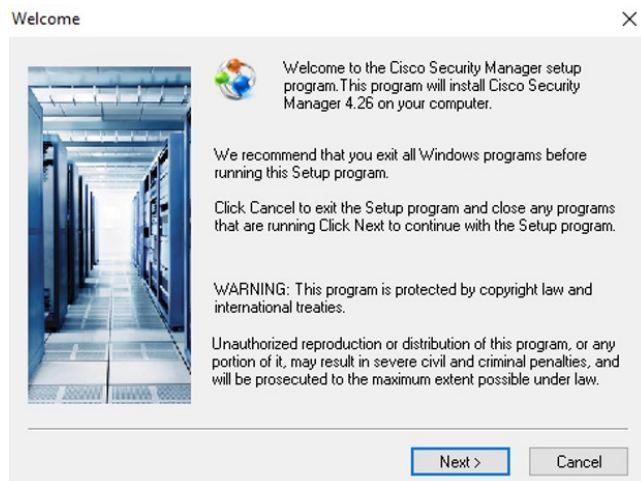 Welcome
Welcome to the Cisco Security Manager setup
program.This program will install Cisco Security
Manager 4.26 on your computer.
We recommend that you exit all Windows programs before
running this Setup program.
Click Cancel to exit the Setup program and close any programs
that are running Click Next to continue with the Setup program.
WARNING: This program is protected by copyright law and
international treaties.
Unauthorized reproduction or distribution of this program, or any
portion of it, may result in severe civil and criminal penalties, and
will be prosecuted to the maximum extent possible under law.
Next >
Cancel